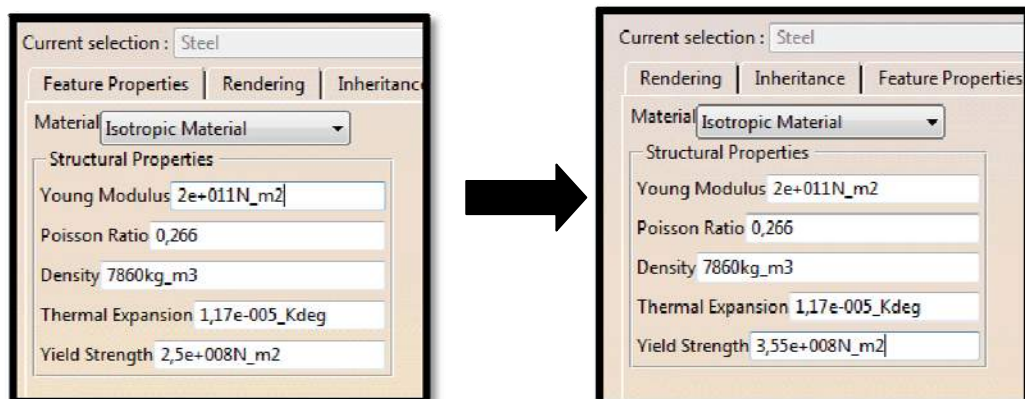 Current selection : Steel
Feature Properties Rendering Inheritanc
Material Isotropic Material
Structural Properties
Young Modulus 2e+011N_m2
Poisson Ratio 0,266
Density 7860kg_m3
Thermal Expansion 1,17e-005_Kdeg
Yield Strength 2,5e+008N_m2
Current selection : Steel
Rendering Inheritance Feature Properties
Material Isotropic Material
Structural Properties
Young Modulus 2e+011N_m2
Poisson Ratio 0,266
Density 7860kg_m3
Thermal Expansion 1,17e-005_Kdeg
Yield Strength 3,55e+008N_m2